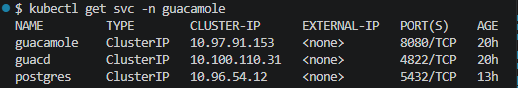 $ kubectl get svc -n guacamole
NAME TYPE CLUSTER-IP EXTERNAL-IP PORT(S) AGE
guacamole ClusterIP 10.97.91.153 <none> 8080/TCP 20h
guacd ClusterIP 10.100.110.31 <none> 4822/TCP 20h
postgres ClusterIP 10.96.54.12 <none> 5432/TCP 13h